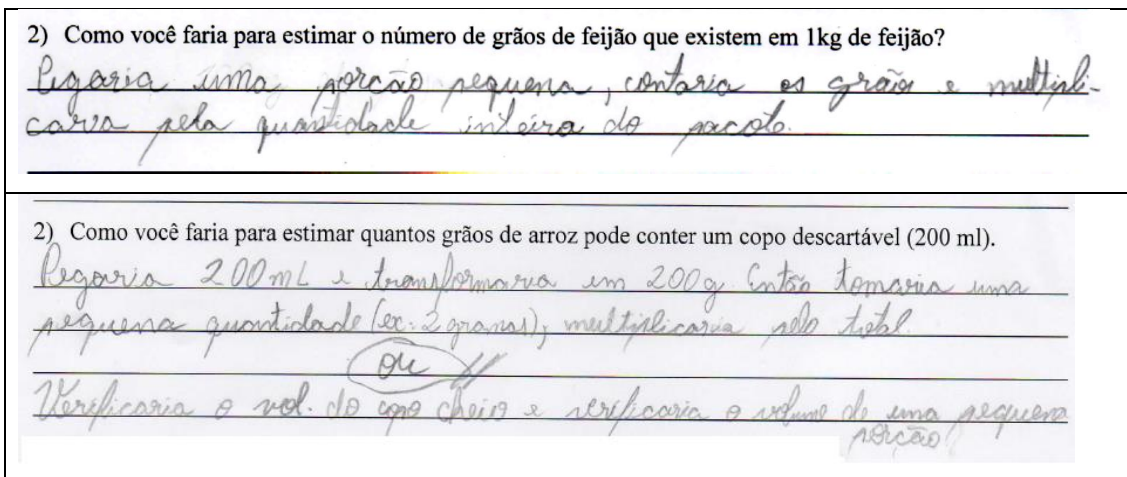 2) Como você faria para estimar o número de grãos de feijão que existem em 1kg de feijão?
Pegaria uma porção pequena, contaria os grãos e multipli-
caria pela quantidade inteira do pacote.
2) Como você faria para estimar quantos grãos de arroz pode conter um copo descartável (200 ml).
Pegaria 200mL e transformaria em 200g. Então tomaria uma
pequena quantidade (ex: 2 gramas), multiplicaria pelo total.
ou
Verificaria o vol. do copo cheio e verificaria o volume de uma pequena
porção